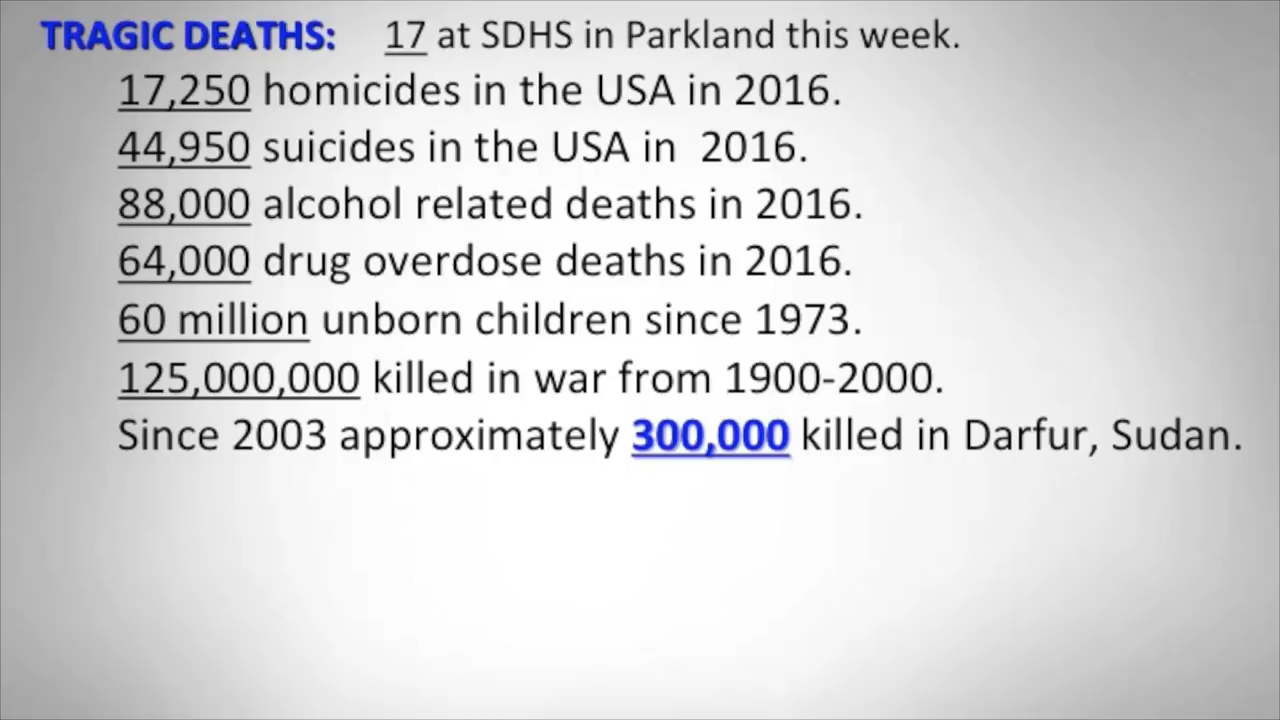 TRAGIC DEATHS: 17 at SDHS in Parkland this week.
17,250 homicides in the USA in 2016.
44,950 suicides in the USA in 2016.
88,000 alcohol related deaths in 2016.
64,000 drug overdose deaths in 2016.
60 million unborn children since 1973.
125,000,000 killed in war from 1900-2000.
Since 2003 approximately 300,000 killed in Darfur, Sudan.